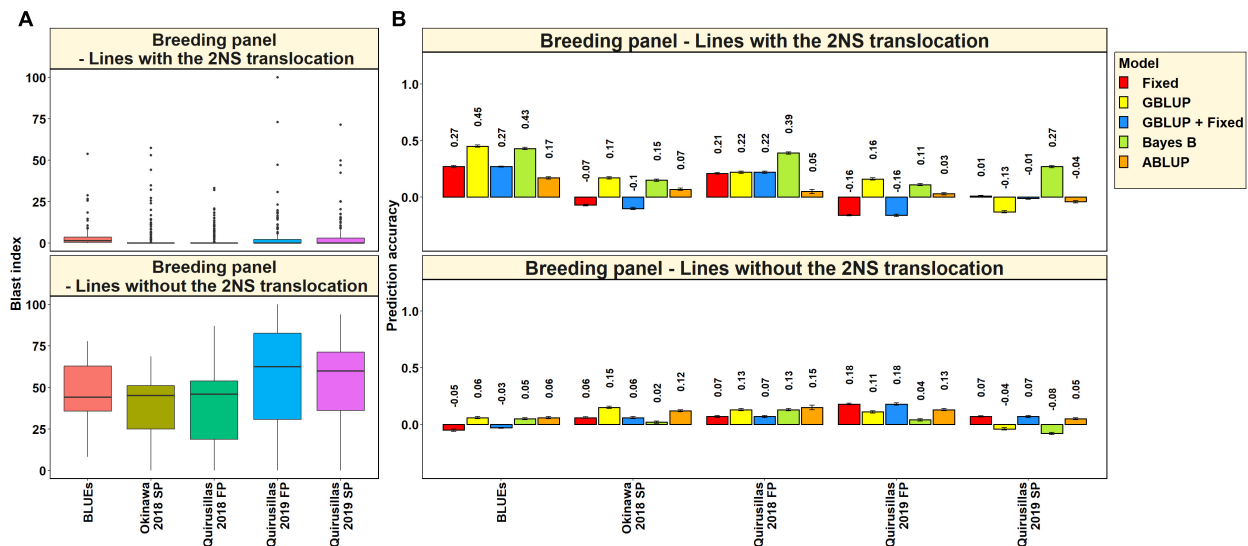 A
B
Breeding panel
- Lines with the 2NS translocation
Breeding panel - Lines with the 2NS translocation
Blast index
100
75
50
25
0
Breeding panel
- Lines without the 2NS translocation
100
75
50
25
0
BLUEs
Okinawa
2018 SP
Quirusillas
2018 FP
Quirusillas
2019 FP
Quirusillas
2019 SP
Prediction accuracy
1.0
0.5
0.0
0.27
0.45
0.27
0.43
0.17
-0.07
0.17
-0.1
0.15
0.07
0.21
0.22
0.22
0.39
0.05
-0.16
0.16
-0.16
0.11
0.03
0.01
-0.13
-0.01
0.27
-0.04
Breeding panel - Lines without the 2NS translocation
1.0
0.5
0.0
-0.05
0.06
-0.03
0.05
0.06
0.06
0.15
0.06
0.02
0.12
0.07
0.13
0.07
0.13
0.15
0.18
0.11
0.18
0.04
0.13
0.07
-0.04
0.07
-0.08
0.05
BLUEs
Okinawa
2018 SP
Quirusillas
2018 FP
Quirusillas
2019 FP
Quirusillas
2019 SP
Model
Fixed
GBLUP
GBLUP + Fixed
Bayes B
ABLUP